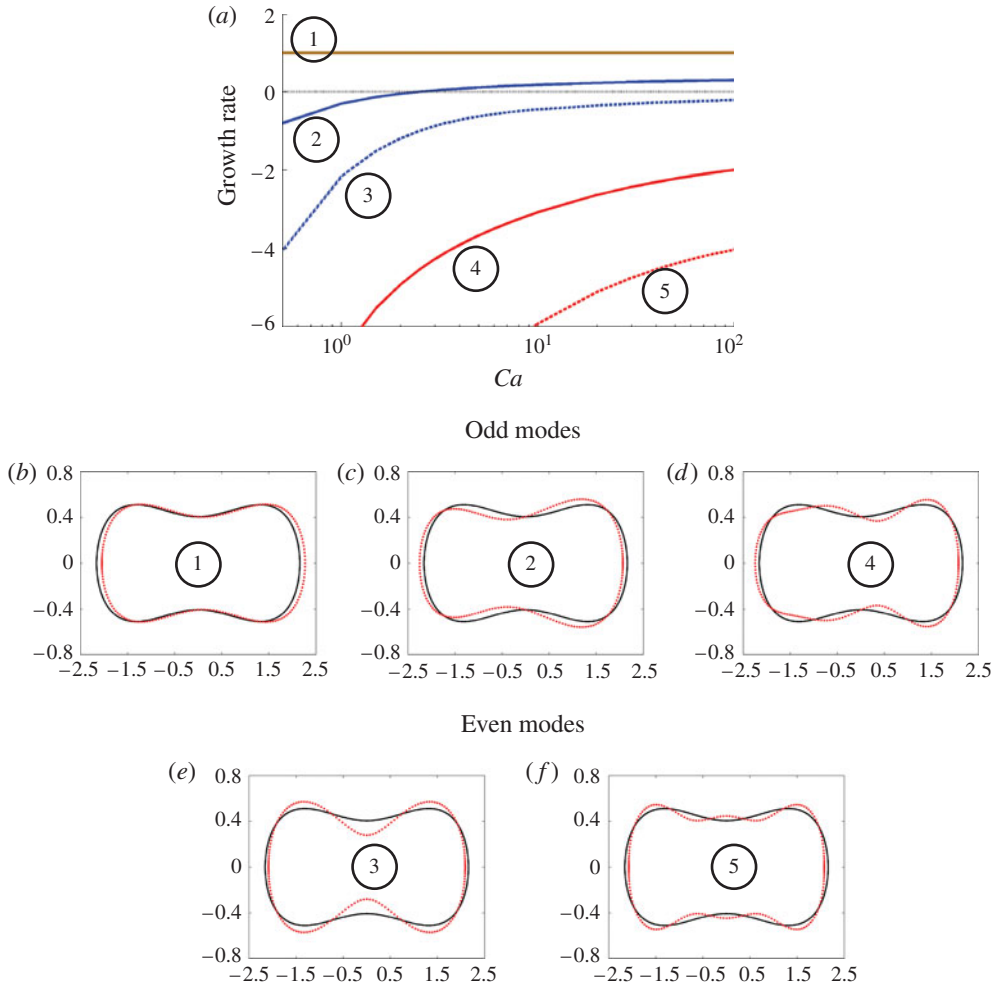 (a)
2
0
−2
−4
−6
Growth rate
1
2
3
4
5
10⁰ 10¹ 10²
Ca
Odd modes
(b) (c) (d)
0.8 0.8 0.8
0.4 0.4 0.4
0 0 0
1 2 4
−0.4 −0.4 −0.4
−0.8 −0.8 −0.8
−2.5 −1.5 −0.5 0.5 1.5 2.5 −2.5 −1.5 −0.5 0.5 1.5 2.5 −2.5 −1.5 −0.5 0.5 1.5 2.5
Even modes
(e) (f)
0.8 0.8
0.4 0.4
0 0
3 5
−0.4 −0.4
−0.8 −0.8
−2.5 −1.5 −0.5 0.5 1.5 2.5 −2.5 −1.5 −0.5 0.5 1.5 2.5